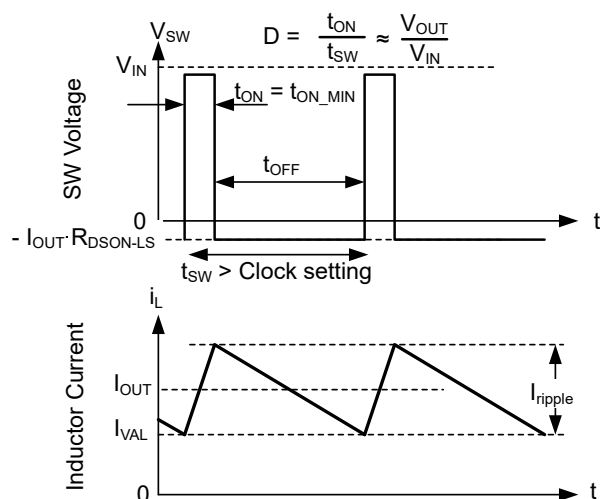 V_SW
D = t_ON / t_SW ≈ V_OUT / V_IN
V_IN
t_ON = t_ON_MIN
SW Voltage
t_OFF
0
t
- I_OUT·R_DSON-LS
t_SW > Clock setting
i_L
Inductor Current
I_OUT
I_ripple
I_VAL
0
t